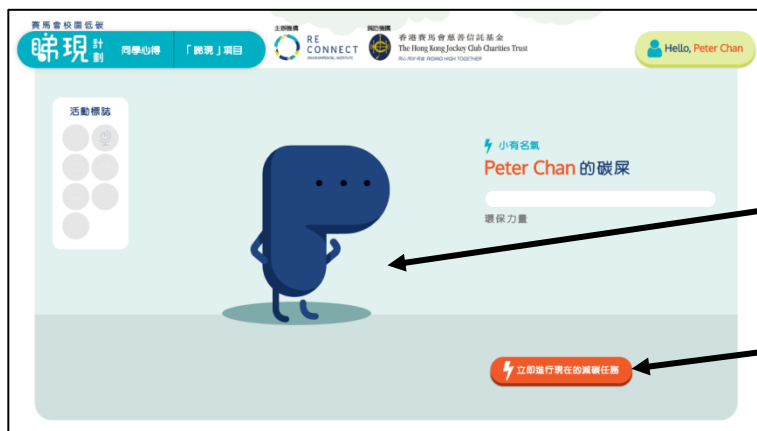 賽馬會校園低碳
睇現計劃
同學心得
「睇現」項目
主辦機構
RE
CONNECT
ENVIRONMENTAL INSTITUTE
捐助機構
香港賽馬會慈善信託基金
The Hong Kong Jockey Club Charities Trust
RIDING HIGH TOGETHER
Hello, Peter Chan
活動標誌
小有名氣
Peter Chan 的碳屎
環保力量
立即進行現在的減碳任務